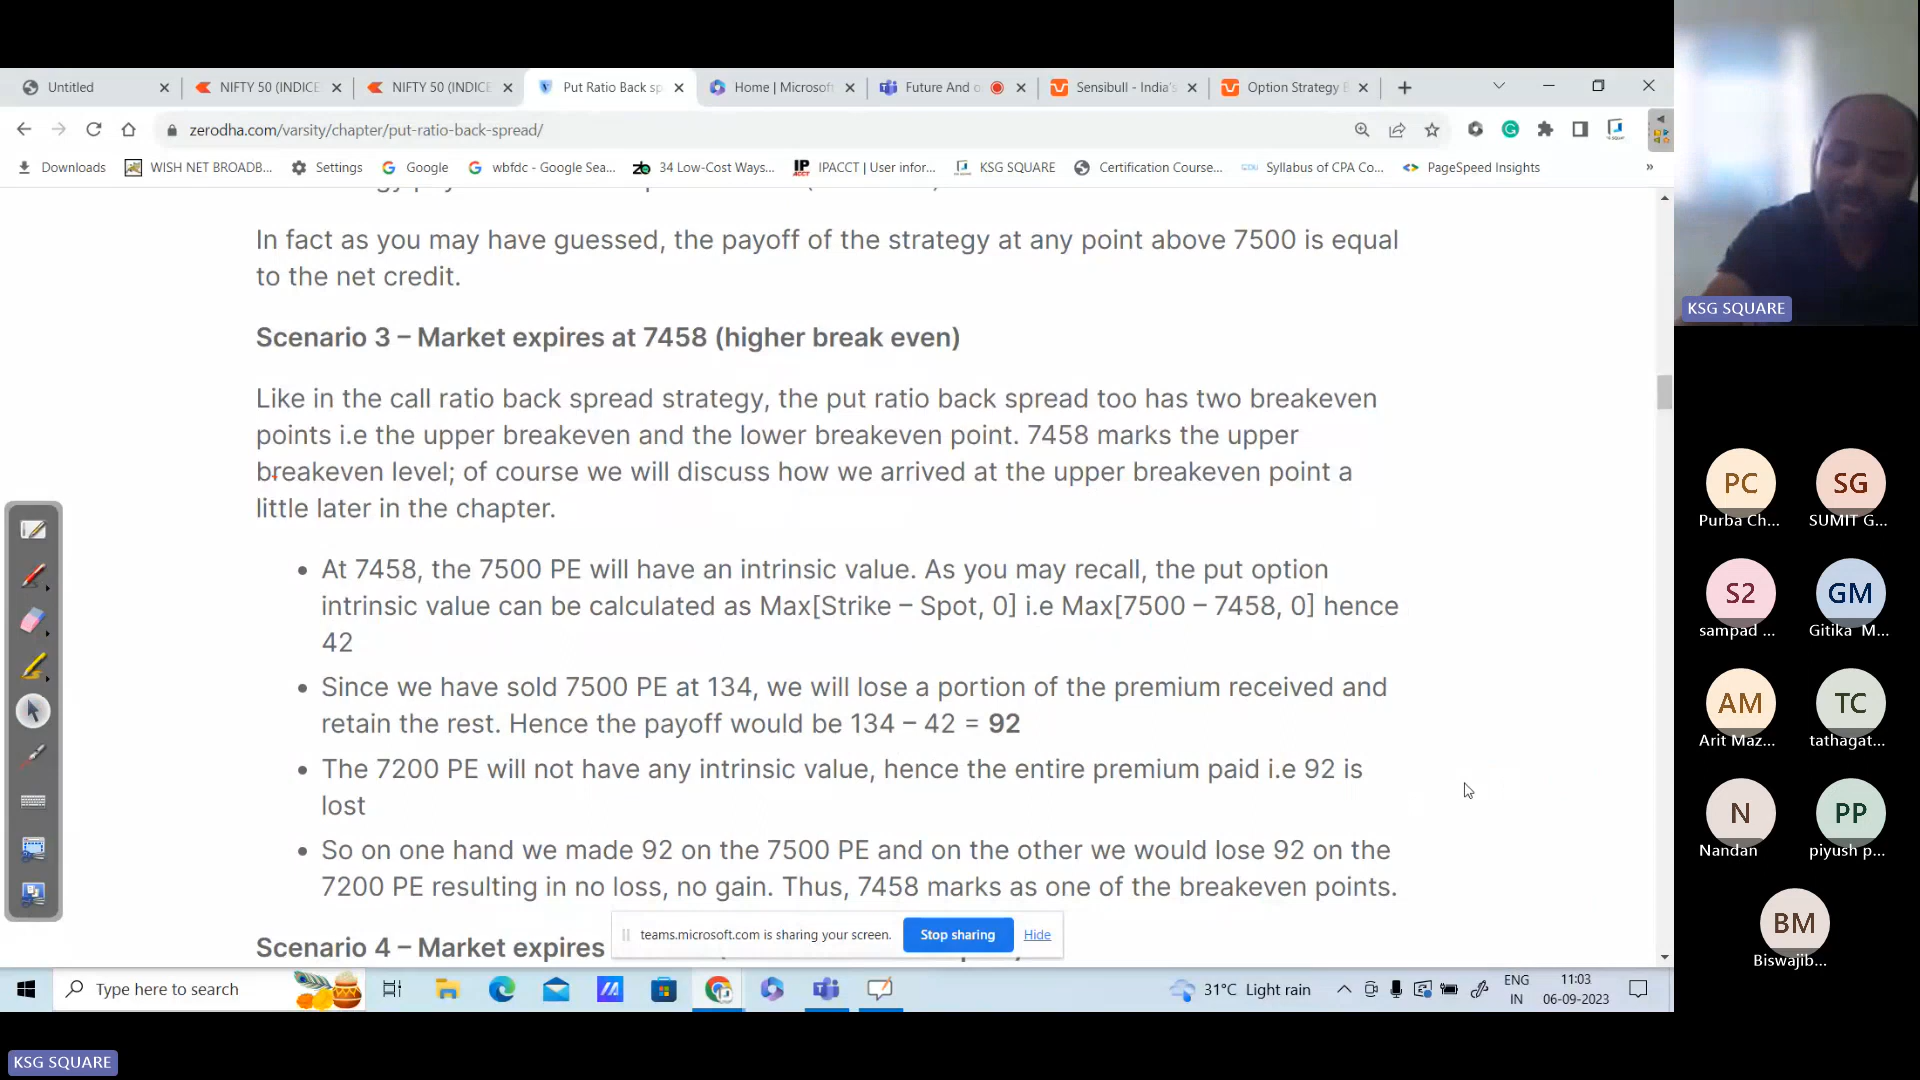 Untitled
NIFTY 50 (INDICE
NIFTY 50 (INDICE
Put Ratio Back sp
Home | Microsoft
Future And o
Sensibull - India's
Option Strategy B
zerodha.com/varsity/chapter/put-ratio-back-spread/
Downloads
WISH NET BROADB...
Settings
Google
wbfdc - Google Sea...
34 Low-Cost Ways...
IPACCT | User infor...
KSG SQUARE
Certification Course...
Syllabus of CPA Co...
PageSpeed Insights
»
In fact as you may have guessed, the payoff of the strategy at any point above 7500 is equal
to the net credit.
Scenario 3 – Market expires at 7458 (higher break even)
Like in the call ratio back spread strategy, the put ratio back spread too has two breakeven
points i.e the upper breakeven and the lower breakeven point. 7458 marks the upper
breakeven level; of course we will discuss how we arrived at the upper breakeven point a
little later in the chapter.
• At 7458, the 7500 PE will have an intrinsic value. As you may recall, the put option
intrinsic value can be calculated as Max[Strike – Spot, 0] i.e Max[7500 – 7458, 0] hence
42
• Since we have sold 7500 PE at 134, we will lose a portion of the premium received and
retain the rest. Hence the payoff would be 134 – 42 = 92
• The 7200 PE will not have any intrinsic value, hence the entire premium paid i.e 92 is
lost
• So on one hand we made 92 on the 7500 PE and on the other we would lose 92 on the
7200 PE resulting in no loss, no gain. Thus, 7458 marks as one of the breakeven points.
Scenario 4 – Market expires
teams.microsoft.com is sharing your screen.
Stop sharing
Hide
Type here to search
31°C Light rain
ENG
IN
11:03
06-09-2023
KSG SQUARE
KSG SQUARE
PC
Purba Ch...
SG
SUMIT G...
S2
sampad ...
GM
Gitika M...
AM
Arit Maz...
TC
tathagat...
N
Nandan
PP
piyush p...
BM
Biswajib...